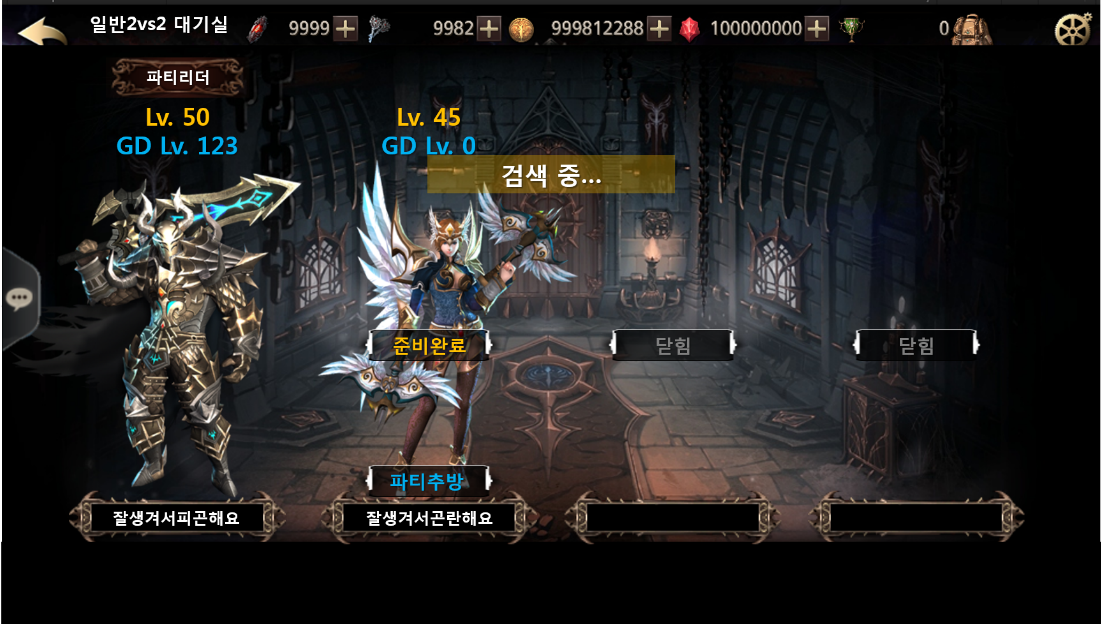 일반2vs2 대기실 9999 9982 999812288 100000000 0
파티리더
Lv. 50 Lv. 45
GD Lv. 123 GD Lv. 0
검색 중...
준비완료 닫힘 닫힘
파티추방
잘생겨서피곤해요 잘생겨서곤란해요